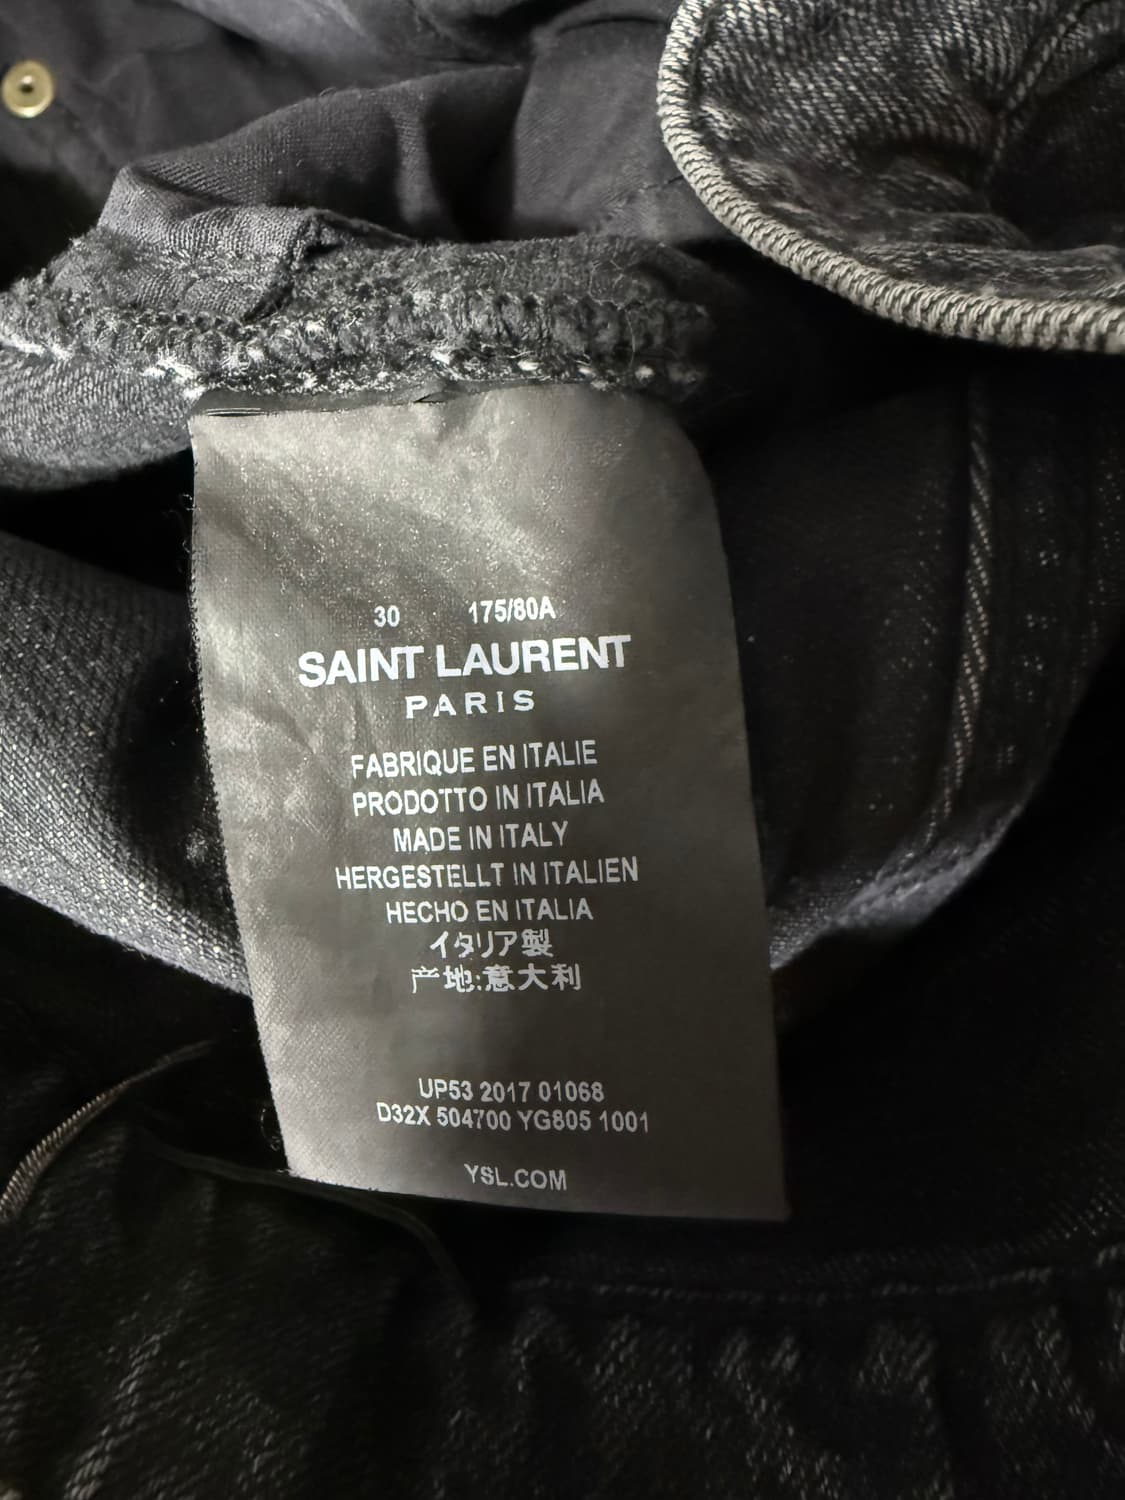 30 175/80A
SAINT LAURENT
PARIS
FABRIQUE EN ITALIE
PRODOTTO IN ITALIA
MADE IN ITALY
HERGESTELLT IN ITALIEN
HECHO EN ITALIA
イタリア製
产地:意大利
UP53 2017 01068
D32X 504700 YG805 1001
YSL.COM